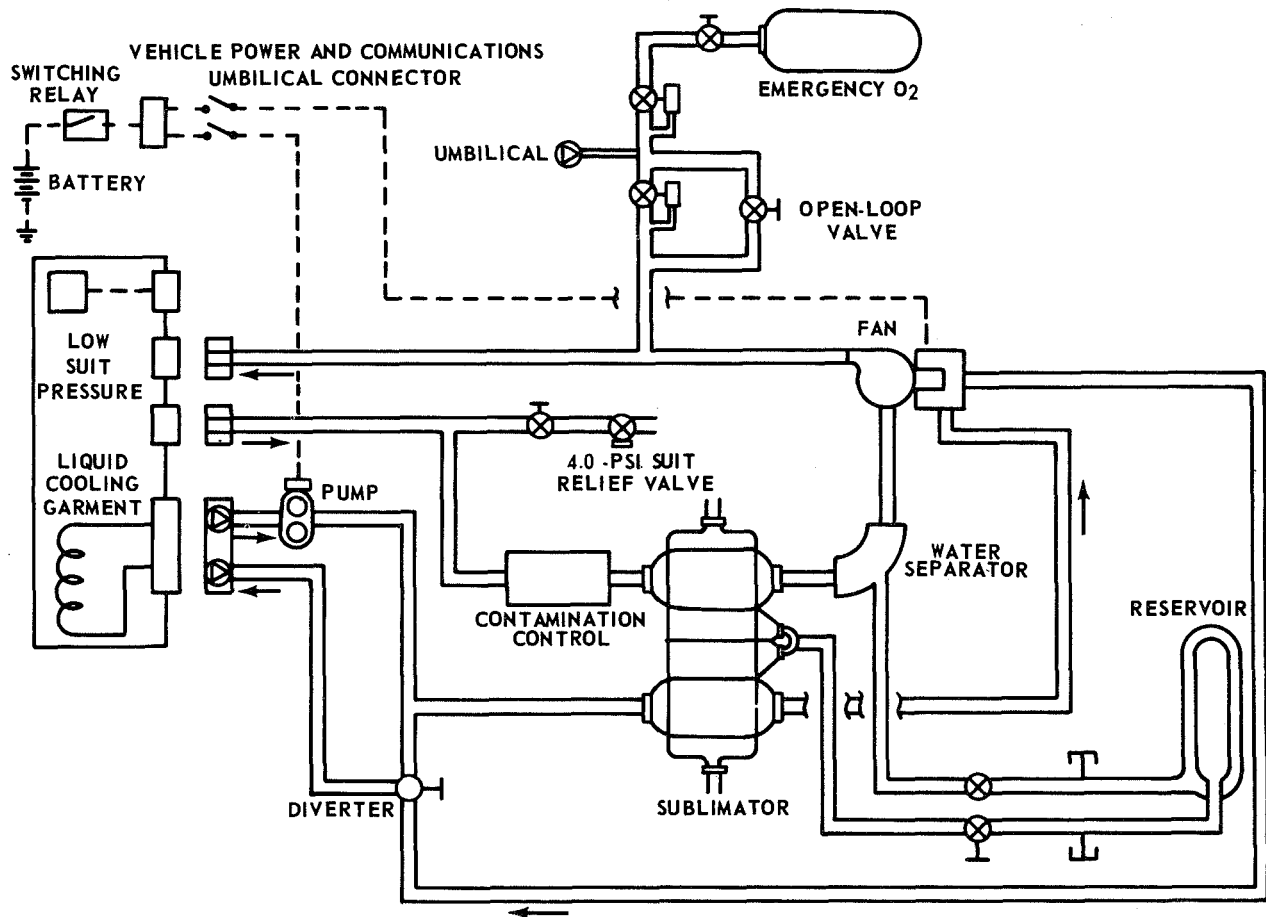 VEHICLE POWER AND COMMUNICATIONS
UMBILICAL CONNECTOR
SWITCHING
RELAY
EMERGENCY O2
UMBILICAL
BATTERY
OPEN-LOOP
VALVE
LOW
SUIT
PRESSURE
FAN
4.0 -PSI SUIT
RELIEF VALVE
LIQUID
COOLING
GARMENT
PUMP
WATER
SEPARATOR
CONTAMINATION
CONTROL
RESERVOIR
DIVERTER
SUBLIMATOR